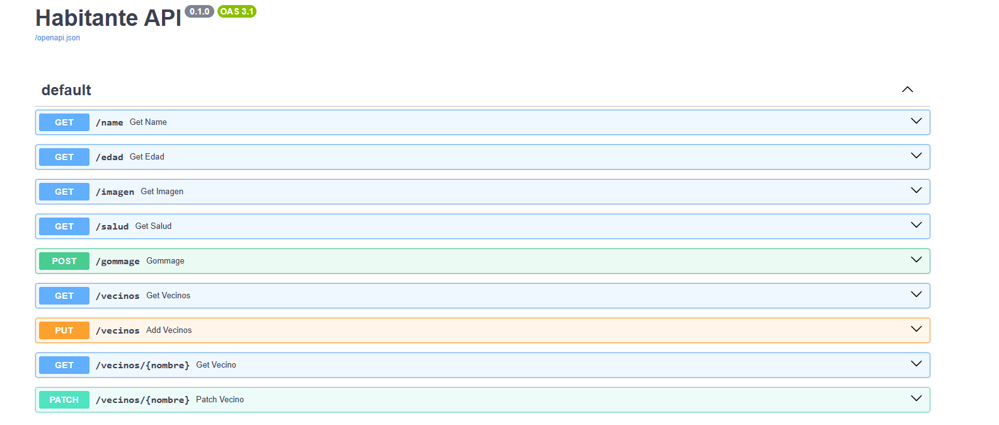 Habitante API 0.1.0 OAS 3.1
/openapi.json
default
GET /name Get Name
GET /edad Get Edad
GET /imagen Get Imagen
GET /salud Get Salud
POST /gommage Gommage
GET /vecinos Get Vecinos
PUT /vecinos Add Vecinos
GET /vecinos/{nombre} Get Vecino
PATCH /vecinos/{nombre} Patch Vecino